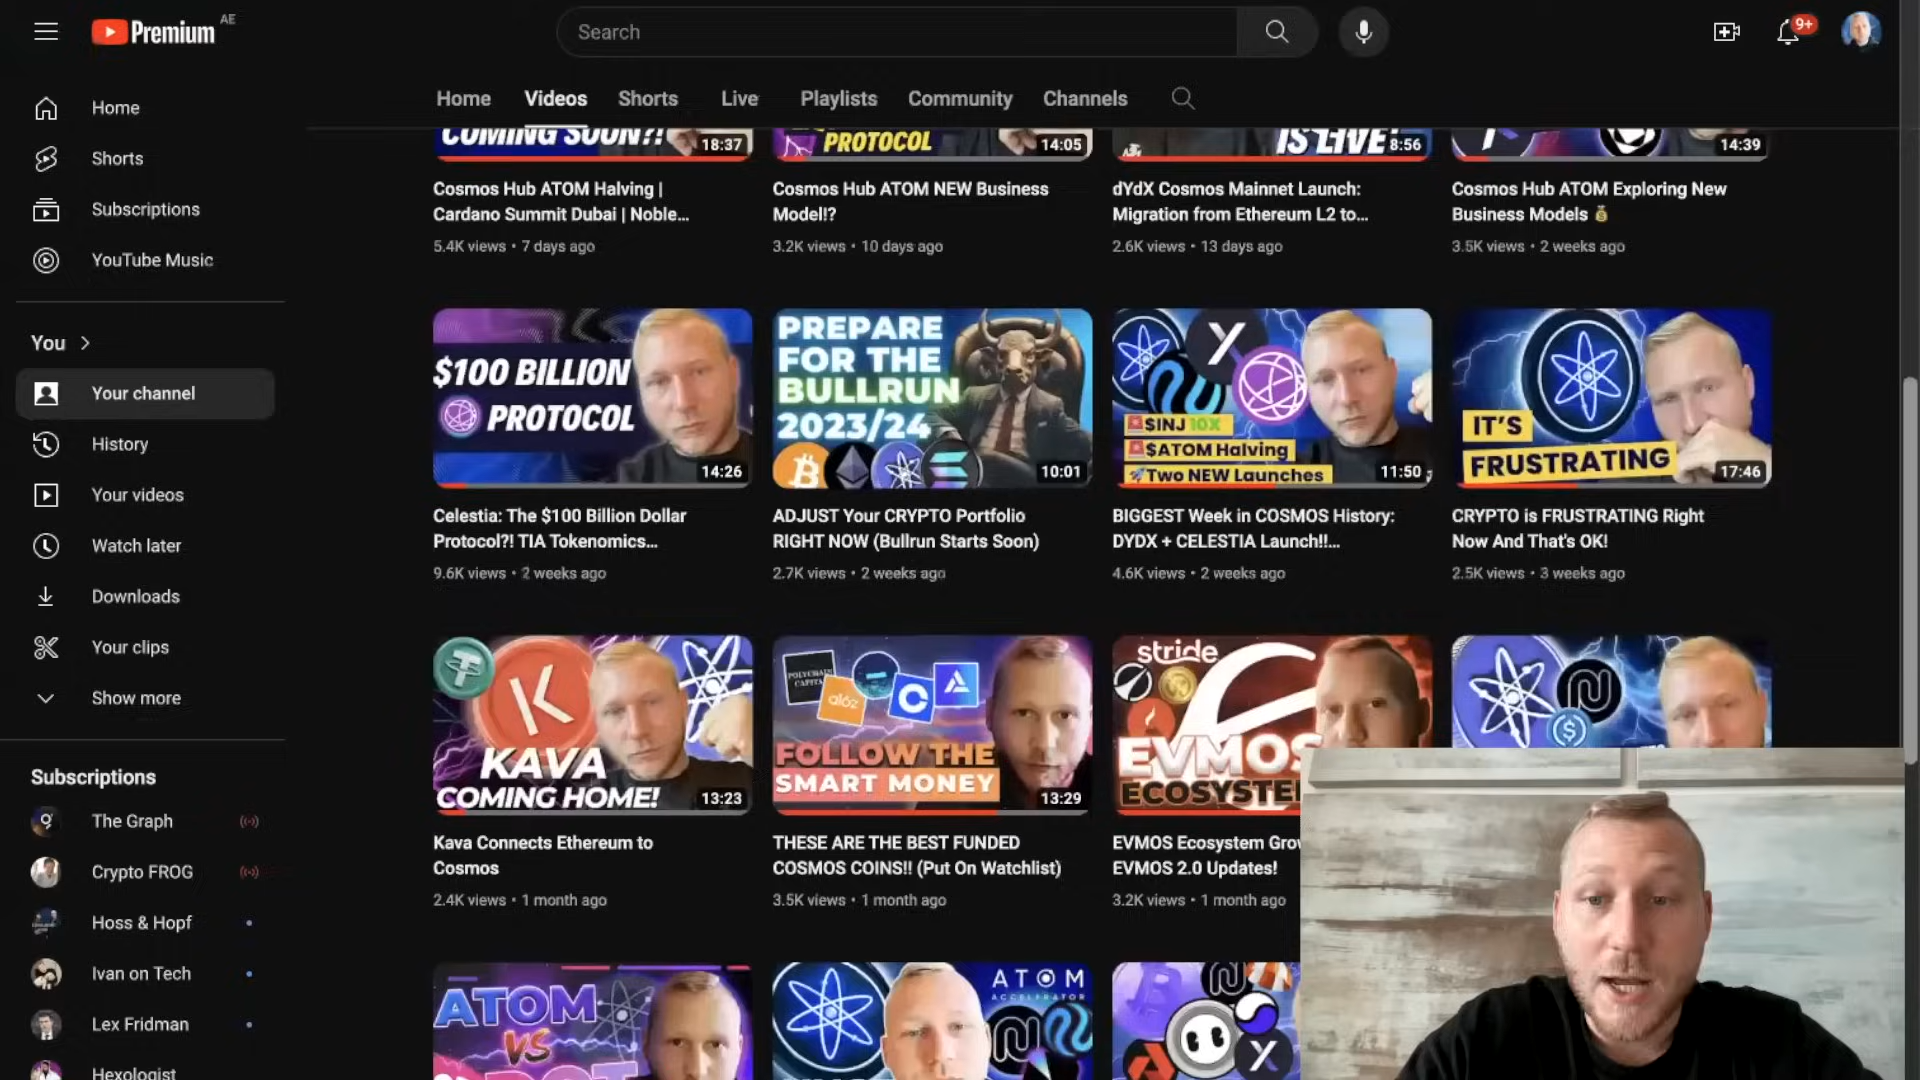 Premium AE
Search
9+
Home
Videos
Shorts
Live
Playlists
Community
Channels
Home
Shorts
Subscriptions
YouTube Music
You
Your channel
History
Your videos
Watch later
Downloads
Your clips
Show more
Subscriptions
The Graph
Crypto FROG
Hoss & Hopf
Ivan on Tech
Lex Fridman
Hexologist
COMING SOON?!
18:37
Cosmos Hub ATOM Halving |
Cardano Summit Dubai | Noble...
5.4K views • 7 days ago
PROTOCOL
14:05
Cosmos Hub ATOM NEW Business
Model!?
3.2K views • 10 days ago
IS LIVE!
8:56
dYdX Cosmos Mainnet Launch:
Migration from Ethereum L2 to...
2.6K views • 13 days ago
14:39
Cosmos Hub ATOM Exploring New
Business Models 💰
3.5K views • 2 weeks ago
$100 BILLION
PROTOCOL
14:26
Celestia: The $100 Billion Dollar
Protocol?! TIA Tokenomics...
9.6K views • 2 weeks ago
PREPARE
FOR THE
BULLRUN
2023/24
10:01
ADJUST Your CRYPTO Portfolio
RIGHT NOW (Bullrun Starts Soon)
2.7K views • 2 weeks ago
🚨$INJ 10X
🚨$ATOM Halving
🚀Two NEW Launches
11:50
BIGGEST Week in COSMOS History:
DYDX + CELESTIA Launch!!...
4.6K views • 2 weeks ago
IT'S
FRUSTRATING
17:46
CRYPTO is FRUSTRATING Right
Now And That's OK!
2.5K views • 3 weeks ago
KAVA
COMING HOME!
13:23
Kava Connects Ethereum to
Cosmos
2.4K views • 1 month ago
POLYCHAIN
CAPITAL
a16z
FOLLOW THE
SMART MONEY
13:29
THESE ARE THE BEST FUNDED
COSMOS COINS!! (Put On Watchlist)
3.5K views • 1 month ago
stride
EVMOS
ECOSYSTE
EVMOS Ecosystem Gro
EVMOS 2.0 Updates!
3.2K views • 1 month ago
ATOM
VS
DOT
ATOM
ACCELERATOR